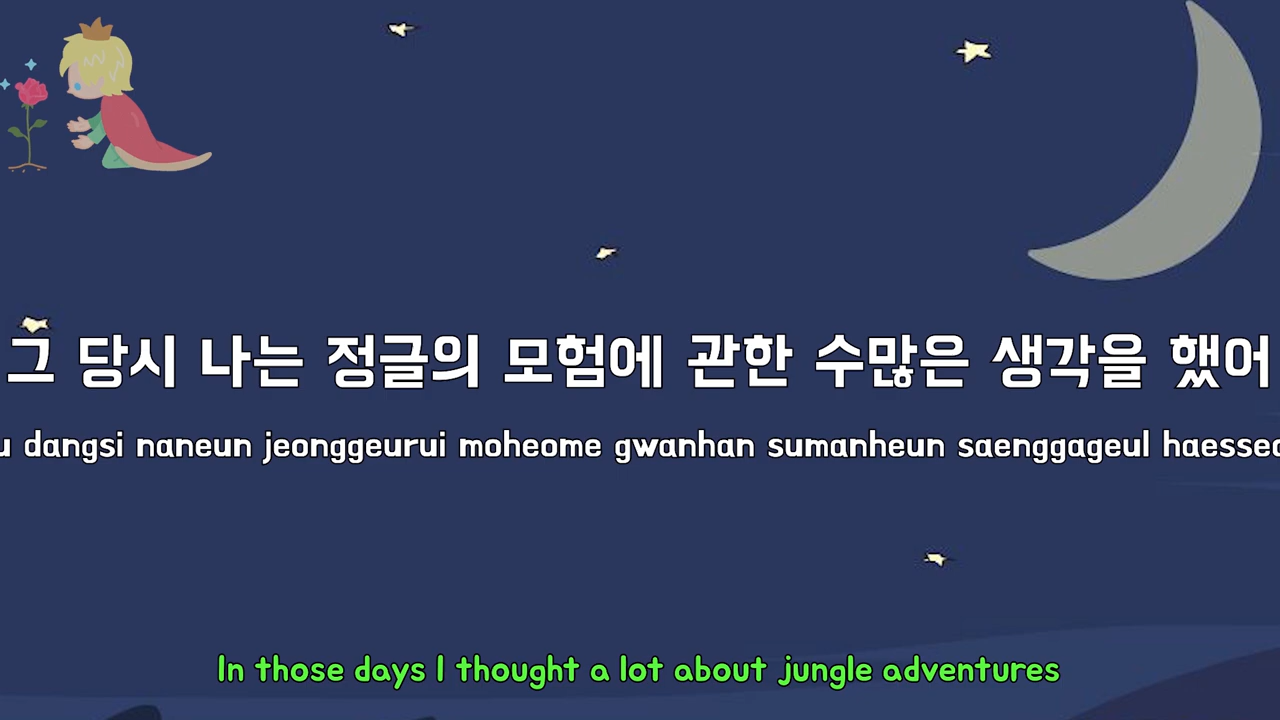 그 당시 나는 정글의 모험에 관한 수많은 생각을 했어
dangsi naneun jeonggeurui moheome gwanhan sumanheun saenggageul
In those days I thought a lot about jungle adventures